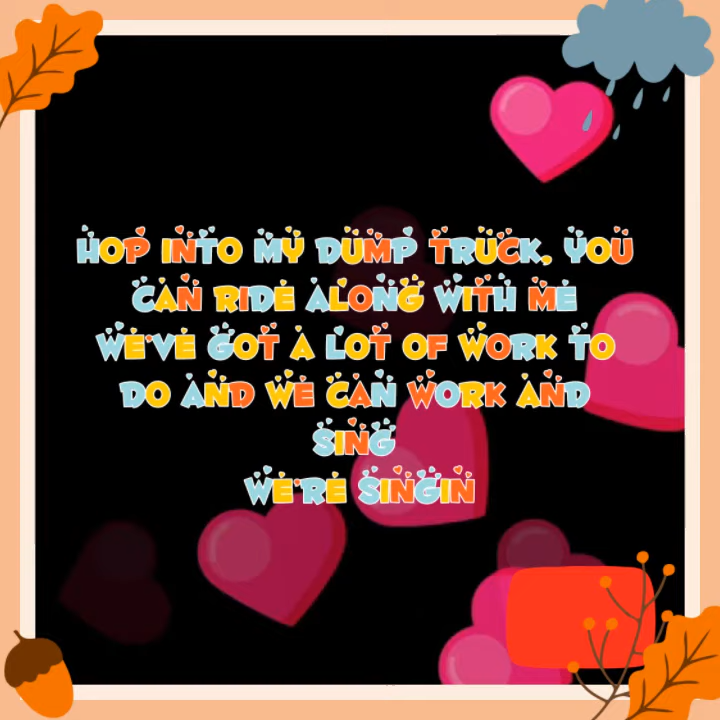 HOP INTO MY DUMP TRUCK, YOU
CAN RIDE ALONG WITH ME
WE'VE GOT A LOT OF WORK TO
DO AND WE CAN WORK AND
SING
WE'RE SINGIN